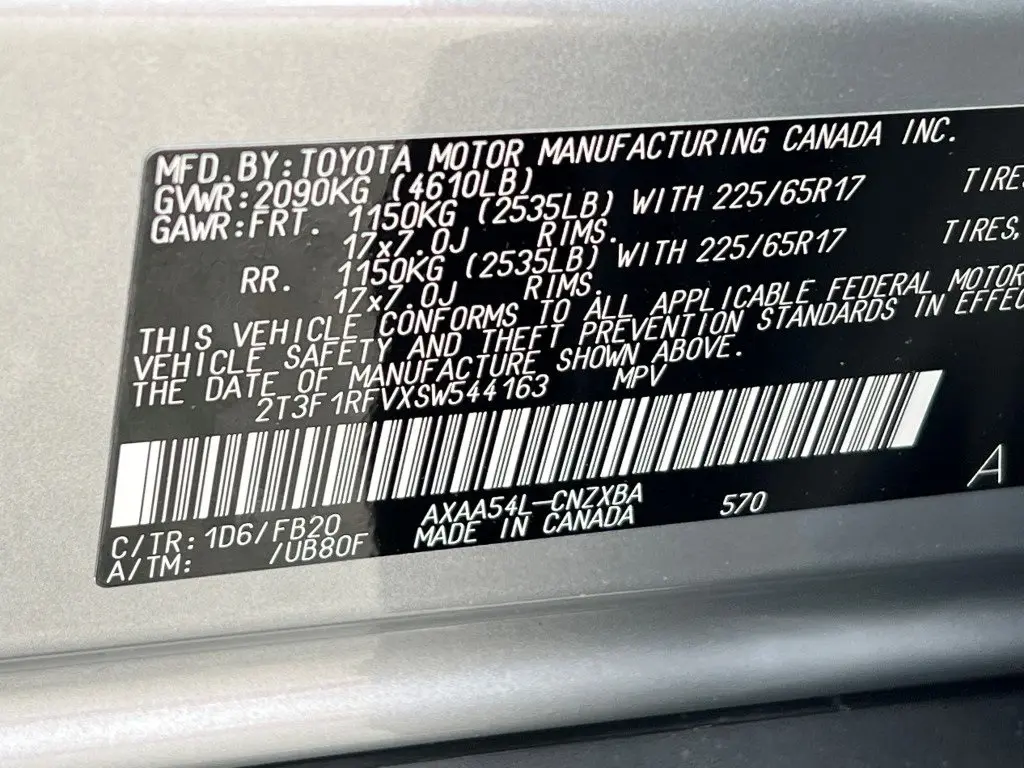 MFD.BY:TOYOTA MOTOR MANUFACTURING CANADA INC.
GVWR:2090KG (4610LB)
GAWR:FRT. 1150KG (2535LB) WITH 225/65R17 TIRE
17x7.0J RIMS.
RR. 1150KG (2535LB) WITH 225/65R17 TIRES,
17x7.0J RIMS.
THIS VEHICLE CONFORMS TO ALL APPLICABLE FEDERAL MOTOR
VEHICLE SAFETY AND THEFT PREVENTION STANDARDS IN EFFEC
THE DATE OF MANUFACTURE SHOWN ABOVE.
2T3F1RFVXSW544163 MPV
C/TR:1D6/FB20 AXAA54L-CNZXBA 570 A
A/TM: /UB80F MADE IN CANADA